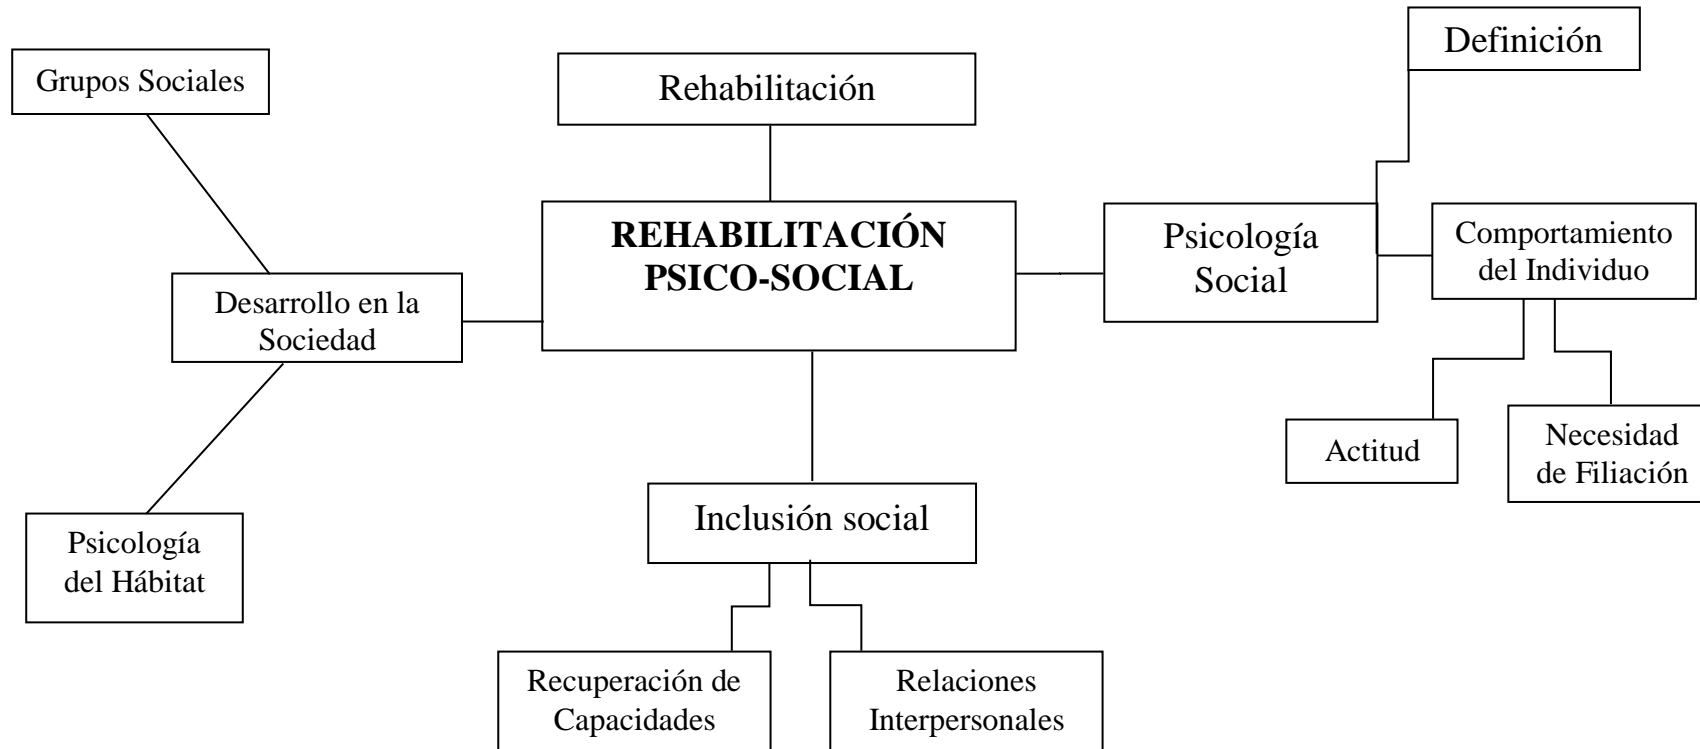 Definición
Grupos Sociales
Rehabilitación
REHABILITACIÓN
PSICO-SOCIAL
Psicología
Social
Comportamiento
del Individuo
Desarrollo en la
Sociedad
Actitud
Necesidad
de Filiación
Inclusión social
Psicología
del Hábitat
Recuperación de
Capacidades
Relaciones
Interpersonales